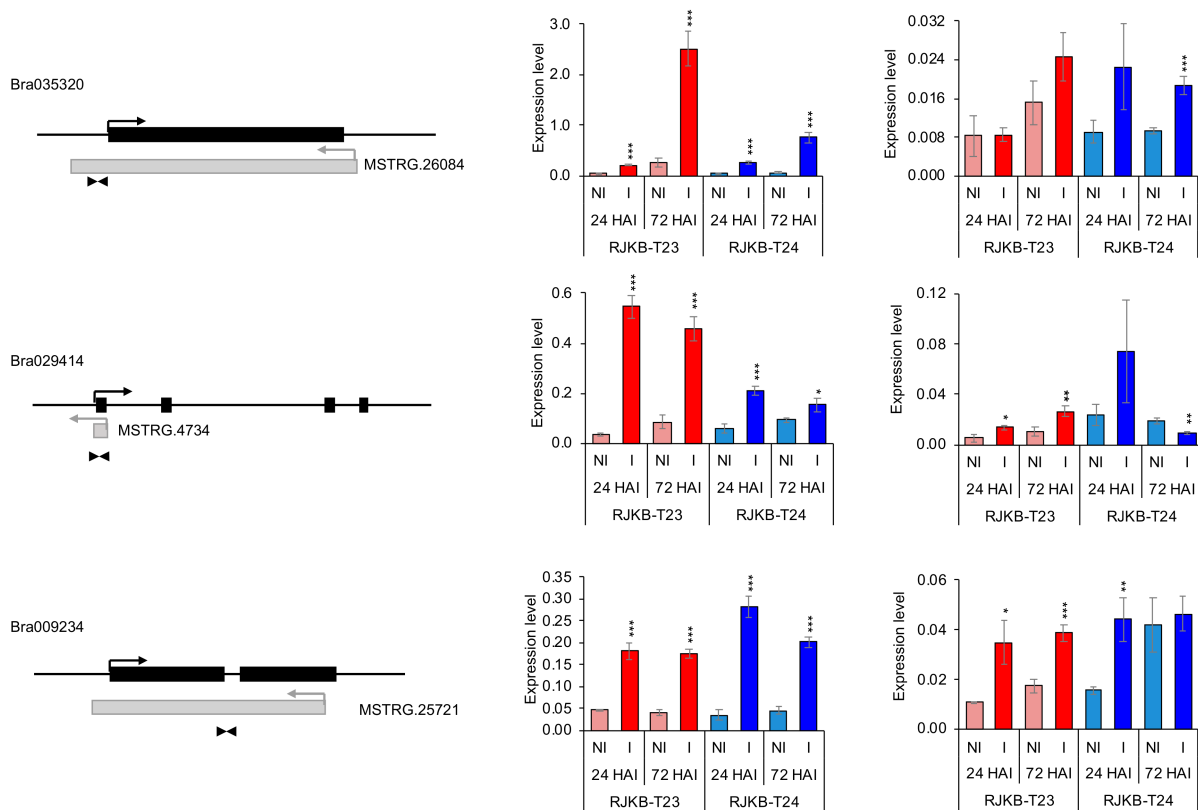 Bra035320
MSTRG.26084
Expression level
3.0
2.0
1.0
0.0
***
***
***
***
NI I NI I NI I NI I
24 HAI 72 HAI 24 HAI 72 HAI
RJKB-T23 RJKB-T24
Expression level
0.032
0.024
0.016
0.008
0.000
***
NI I NI I NI I NI I
24 HAI 72 HAI 24 HAI 72 HAI
RJKB-T23 RJKB-T24
Bra029414
MSTRG.4734
Expression level
0.6
0.4
0.2
0.0
***
***
***
*
NI I NI I NI I NI I
24 HAI 72 HAI 24 HAI 72 HAI
RJKB-T23 RJKB-T24
Expression level
0.12
0.08
0.04
0.00
*
**
**
NI I NI I NI I NI I
24 HAI 72 HAI 24 HAI 72 HAI
RJKB-T23 RJKB-T24
Bra009234
MSTRG.25721
Expression level
0.35
0.30
0.25
0.20
0.15
0.10
0.05
0.00
***
***
***
***
NI I NI I NI I NI I
24 HAI 72 HAI 24 HAI 72 HAI
RJKB-T23 RJKB-T24
Expression level
0.06
0.04
0.02
0.00
*
***
**
NI I NI I NI I NI I
24 HAI 72 HAI 24 HAI 72 HAI
RJKB-T23 RJKB-T24